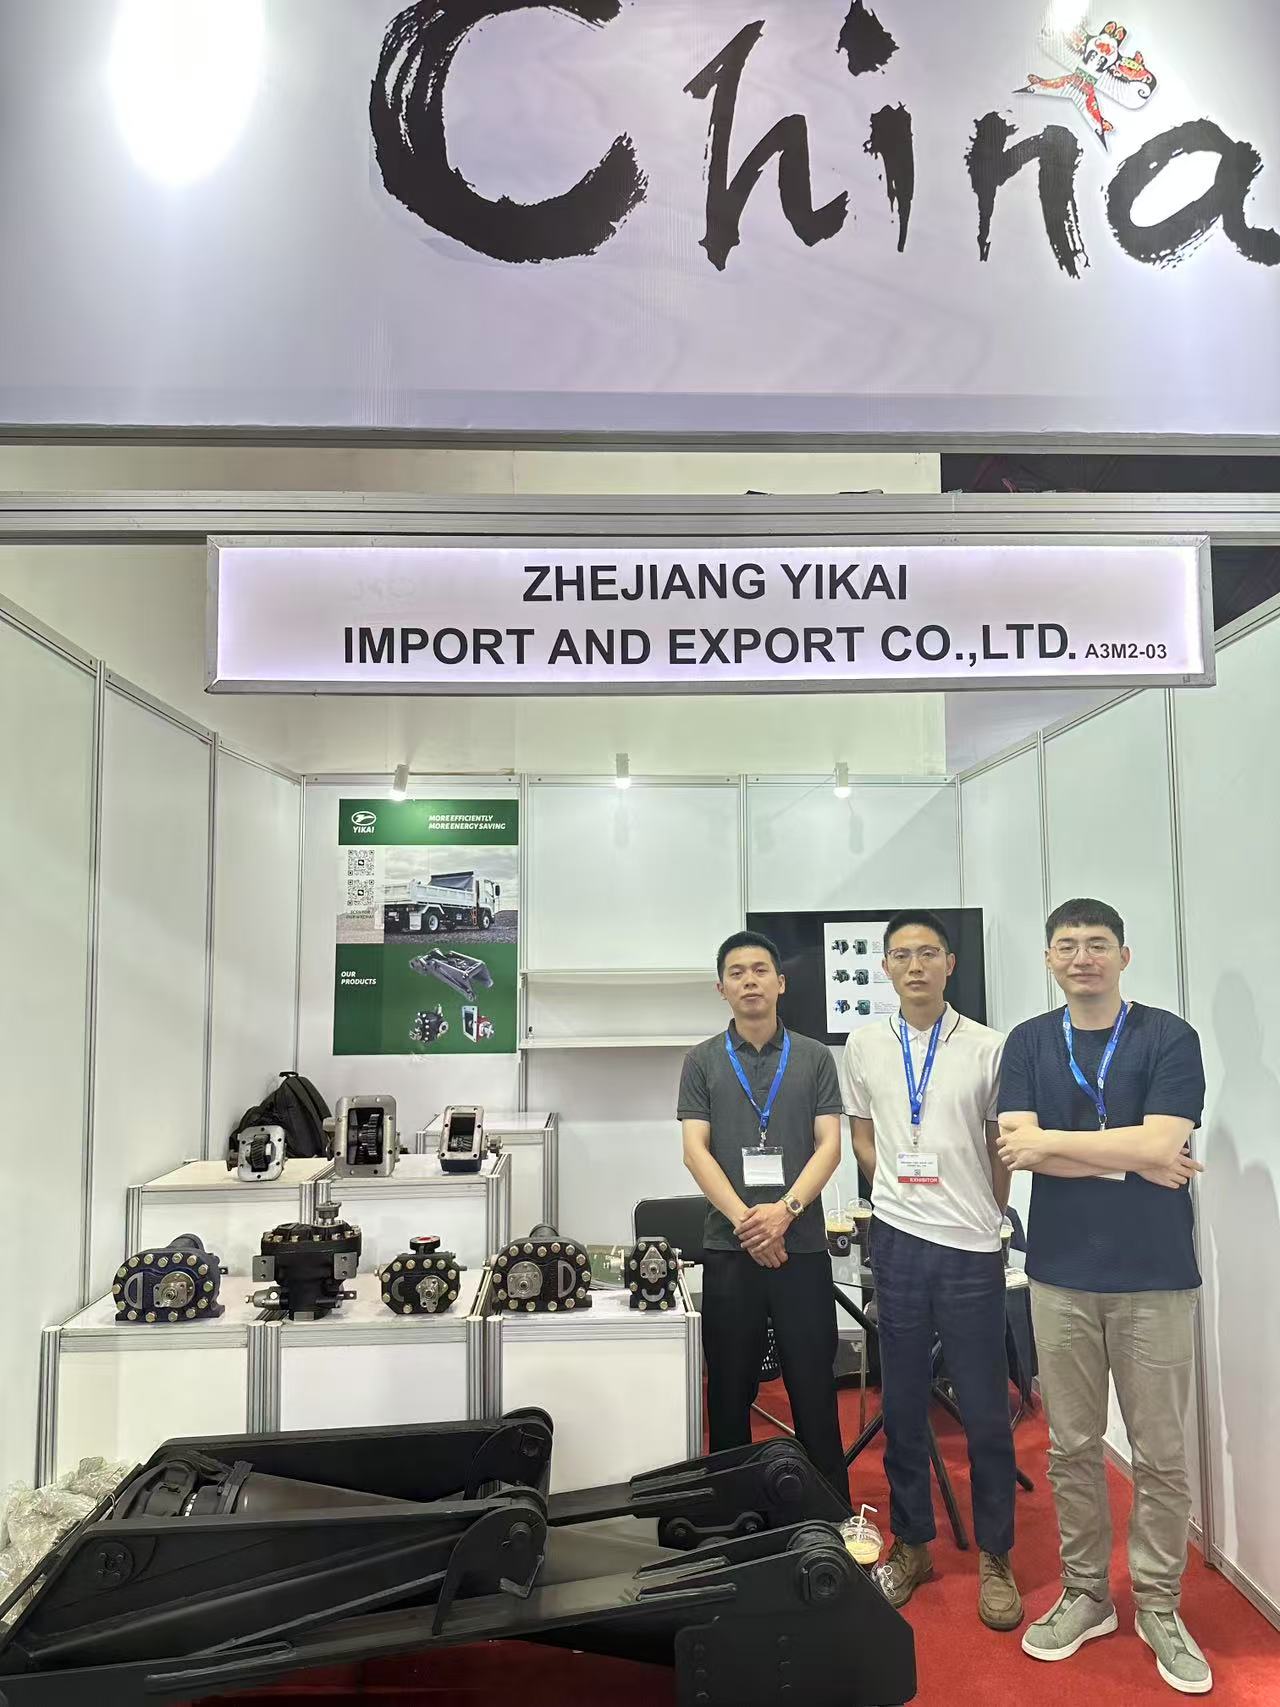 China
ZHEJIANG YIKAI
IMPORT AND EXPORT CO.,LTD. A3M2-03
YIKAI
MORE EFFICIENTLY
MORE ENERGY SAVING
OUR
PRODUCTS
EXHIBITOR